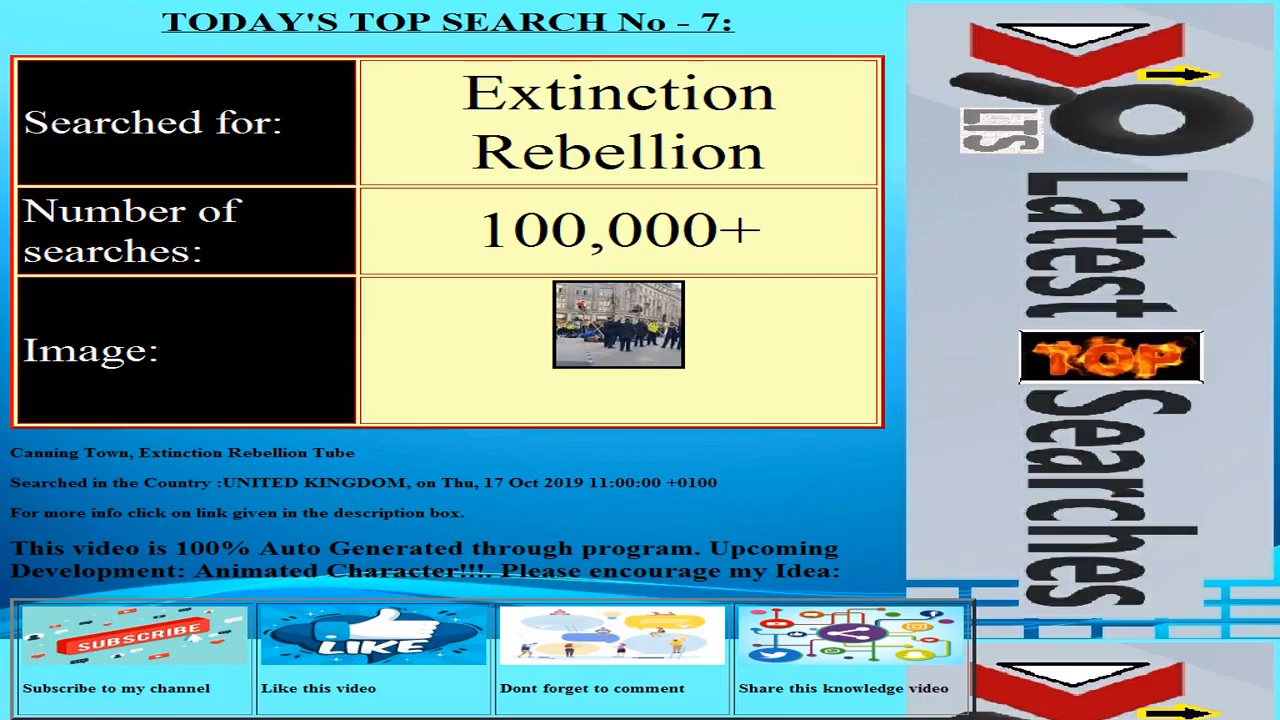 TODAY'S TOP SEARCH No - 7:
Searched for:
Extinction
Rebellion
Number of
searches:
100,000+
Image:
Canning Town, Extinction Rebellion Tube
Searched in the Country :UNITED KINGDOM, on Thu, 17 Oct 2019 11:00:00 +0100
For more info click on link given in the description box.
This video is 100% Auto Generated through program. Upcoming
Development: Animated Character!!!. Please encourage my Idea:
SUBSCRIBE
LIKE
Subscribe to my channel
Like this video
Dont forget to comment
Share this knowledge video
LTS
Latest
TOP
Searches